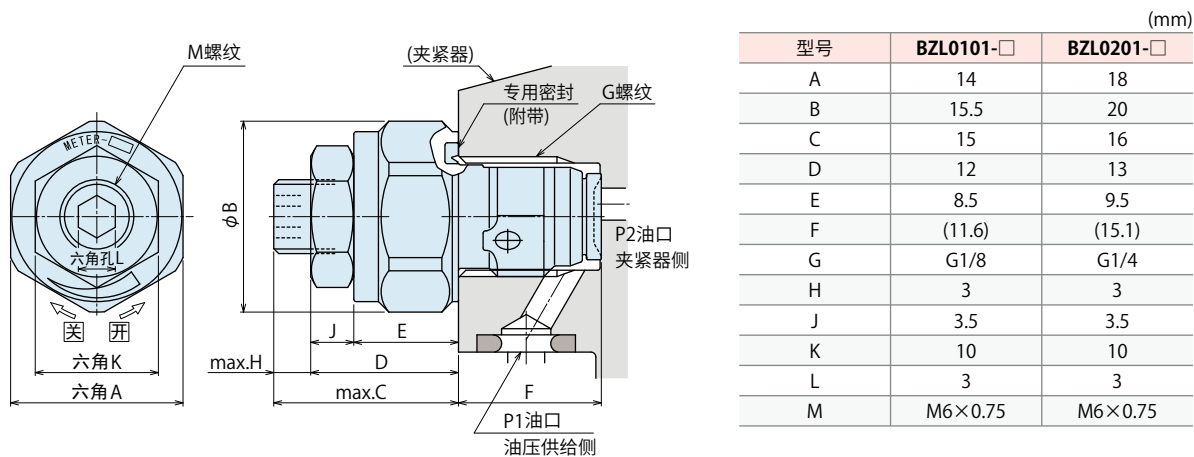 (mm)
型号 BZL0101-□ BZL0201-□
A 14 18
B 15.5 20
C 15 16
D 12 13
E 8.5 9.5
F (11.6) (15.1)
G G1/8 G1/4
H 3 3
J 3.5 3.5
K 10 10
L 3 3
M M6×0.75 M6×0.75
M螺纹
(夹紧器)
专用密封
(附带)
G螺纹
METER-
φB
六角孔L
P2油口
夹紧器侧
关 开
J E
六角K
max.H D
六角A
max.C F
P1油口
油压供给侧